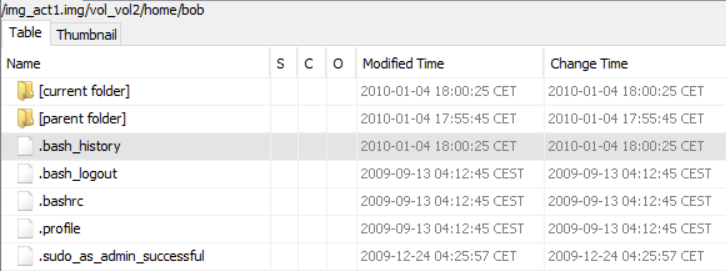 /img_act1.img/vol_vol2/home/bob
Table Thumbnail
Name S C O Modified Time Change Time
[current folder] 2010-01-04 18:00:25 CET 2010-01-04 18:00:25 CET
[parent folder] 2010-01-04 17:55:45 CET 2010-01-04 17:55:45 CET
.bash_history 2010-01-04 18:00:25 CET 2010-01-04 18:00:25 CET
.bash_logout 2009-09-13 04:12:45 CEST 2009-09-13 04:12:45 CEST
.bashrc 2009-09-13 04:12:45 CEST 2009-09-13 04:12:45 CEST
.profile 2009-09-13 04:12:45 CEST 2009-09-13 04:12:45 CEST
.sudo_as_admin_successful 2009-12-24 04:25:57 CET 2009-12-24 04:25:57 CET